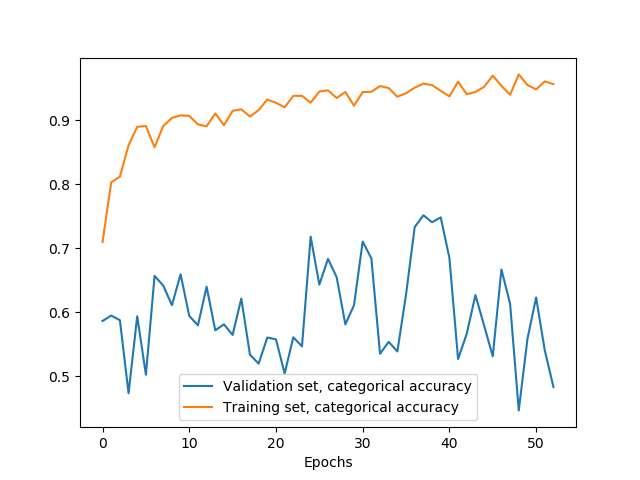 0.9
0.8
0.7
0.6
0.5
Validation set, categorical accuracy
Training set, categorical accuracy
0 10 20 30 40 50
Epochs